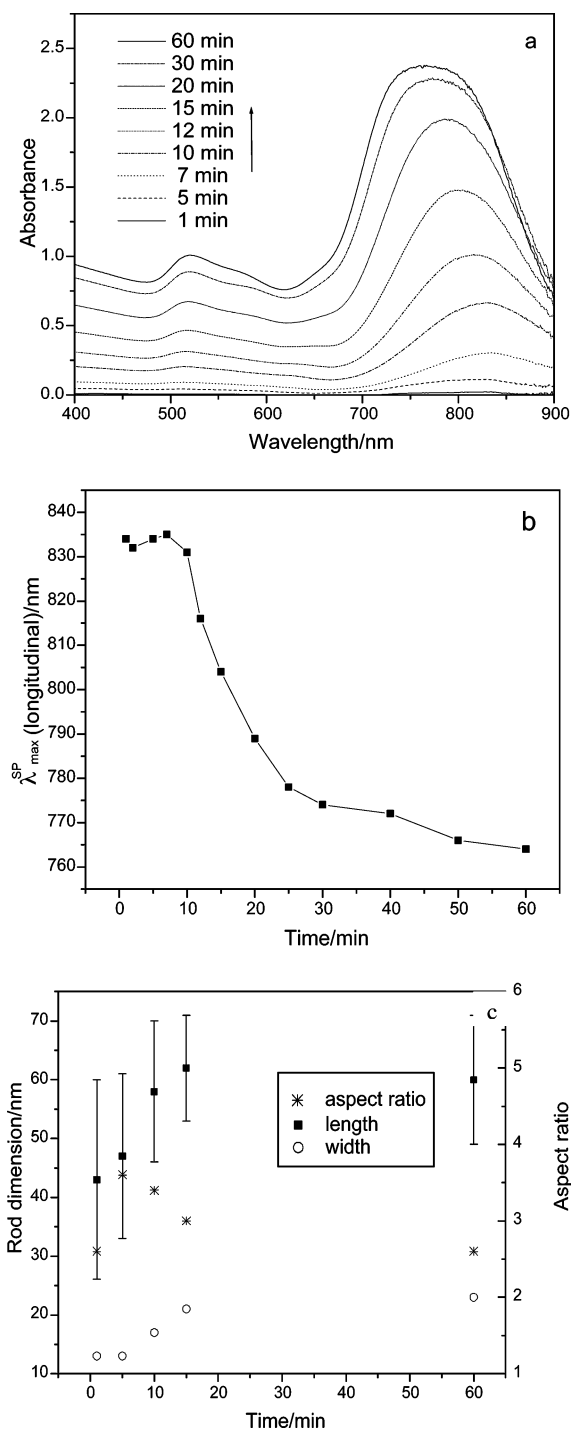 a
60 min
30 min
20 min
15 min
12 min
10 min
7 min
5 min
1 min
2.5
2.0
1.5
1.0
0.5
0.0
Absorbance
400 500 600 700 800 900
Wavelength/nm
b
840
830
820
810
800
790
780
770
760
λ SP max (longitudinal)/nm
0 10 20 30 40 50 60
Time/min
c
70
60
50
40
30
20
10
Rod dimension/nm
aspect ratio
length
width
6
5
4
3
2
1
Aspect ratio
0 10 20 30 40 50 60
Time/min